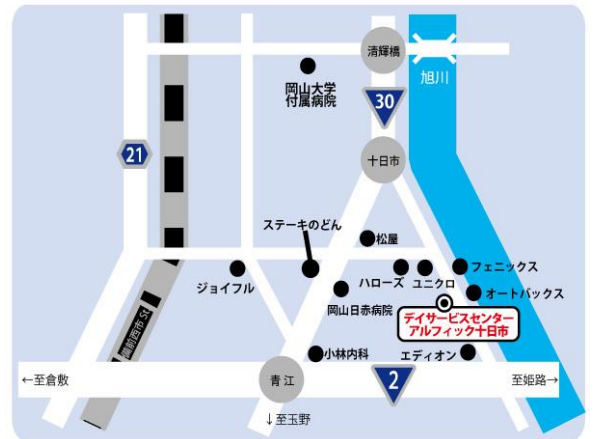 清輝橋
旭川
岡山大学
付属病院
30
21
十日市
ステーキのどん
松屋
ジョイフル
ハローズ
ユニクロ
フェニックス
オートバックス
岡山日赤病院
デイサービスセンター
アルフィック十日市
備前西市 St.
小林内科
エディオン
←至倉敷
青江
2
至姫路→
↓至玉野